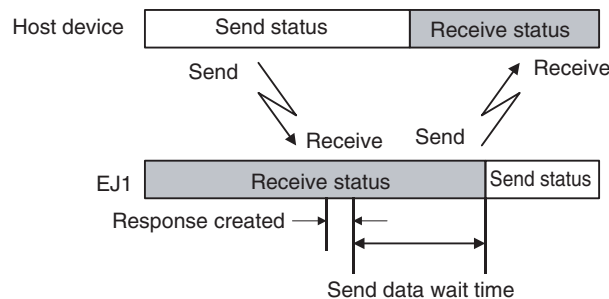 Host device
Send status
Receive status
Send
Receive
Receive
Send
EJ1
Receive status
Send status
Response created
Send data wait time